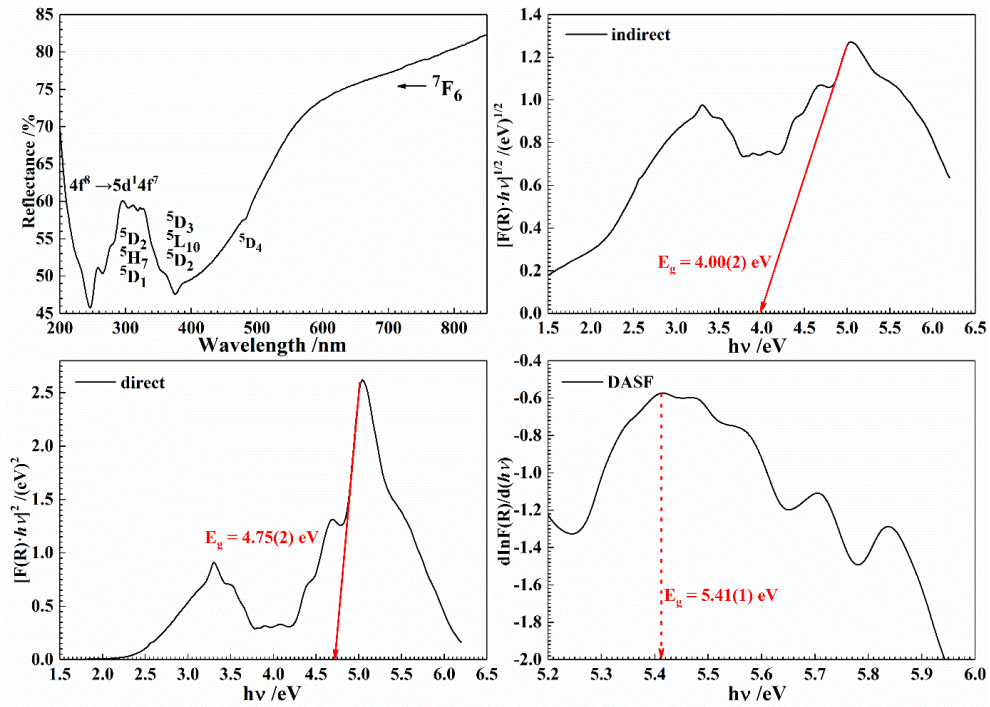 85
80
75
70
65
60
55
50
45
Reflectance /%
⁷F₆
4f⁸ →5d¹4f⁷
⁵D₂
⁵H₇
⁵D₁
⁵D₃
⁵L₁₀
⁵D₂
⁵D₄
200 300 400 500 600 700 800
Wavelength /nm
1.4
1.2
1.0
0.8
0.6
0.4
0.2
0.0
[F(R)·hν]^1/2 /(eV)^1/2
indirect
E_g = 4.00(2) eV
1.5 2.0 2.5 3.0 3.5 4.0 4.5 5.0 5.5 6.0 6.5
hν /eV
2.5
2.0
1.5
1.0
0.5
0.0
[F(R)·hν]² /(eV)²
direct
E_g = 4.75(2) eV
1.5 2.0 2.5 3.0 3.5 4.0 4.5 5.0 5.5 6.0 6.5
hν /eV
-0.4
-0.6
-0.8
-1.0
-1.2
-1.4
-1.6
-1.8
-2.0
dlnF(R)/d(hν)
DASF
E_g = 5.41(1) eV
5.2 5.3 5.4 5.5 5.6 5.7 5.8 5.9 6.0
hν /eV